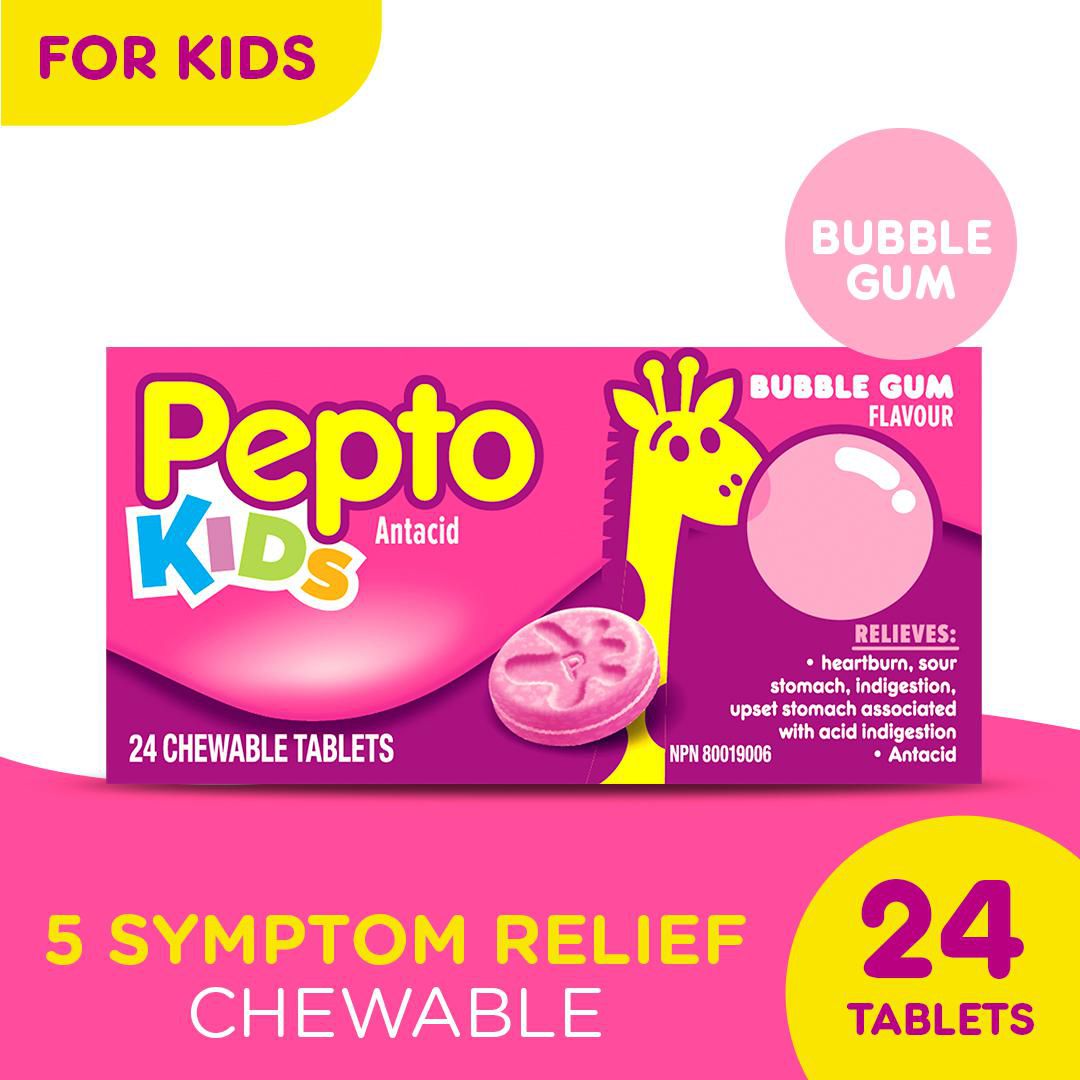 FOR KIDS
BUBBLE
GUM
Pepto
KIDs
Antacid
BUBBLE GUM
FLAVOUR
RELIEVES:
• heartburn, sour
stomach, indigestion,
upset stomach associated
with acid indigestion
• Antacid
24 CHEWABLE TABLETS
P
NPN 80019006
5 SYMPTOM RELIEF
CHEWABLE
24
TABLETS